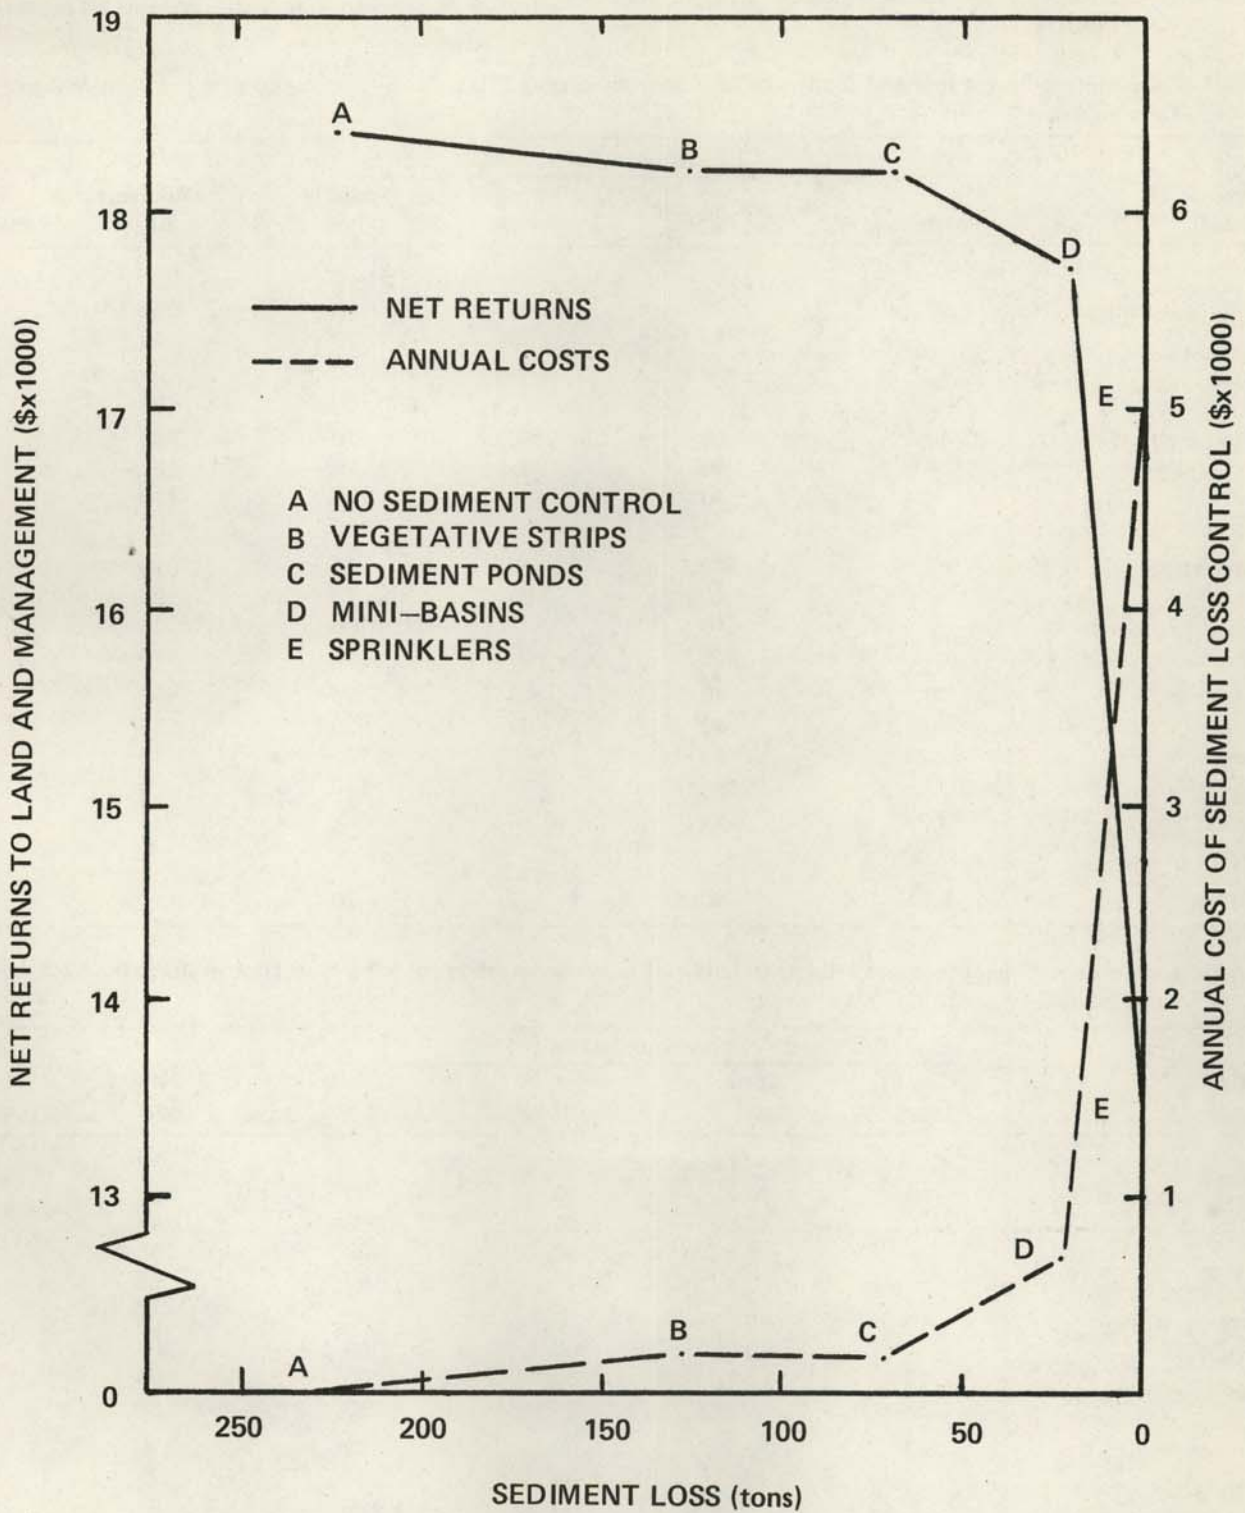 19
18
17
16
15
14
13
0
NET RETURNS TO LAND AND MANAGEMENT ($x1000)
A
B
C
D
E
NET RETURNS
ANNUAL COSTS
A NO SEDIMENT CONTROL
B VEGETATIVE STRIPS
C SEDIMENT PONDS
D MINI–BASINS
E SPRINKLERS
E
D
C
B
A
6
5
4
3
2
1
ANNUAL COST OF SEDIMENT LOSS CONTROL ($x1000)
250 200 150 100 50 0
SEDIMENT LOSS (tons)